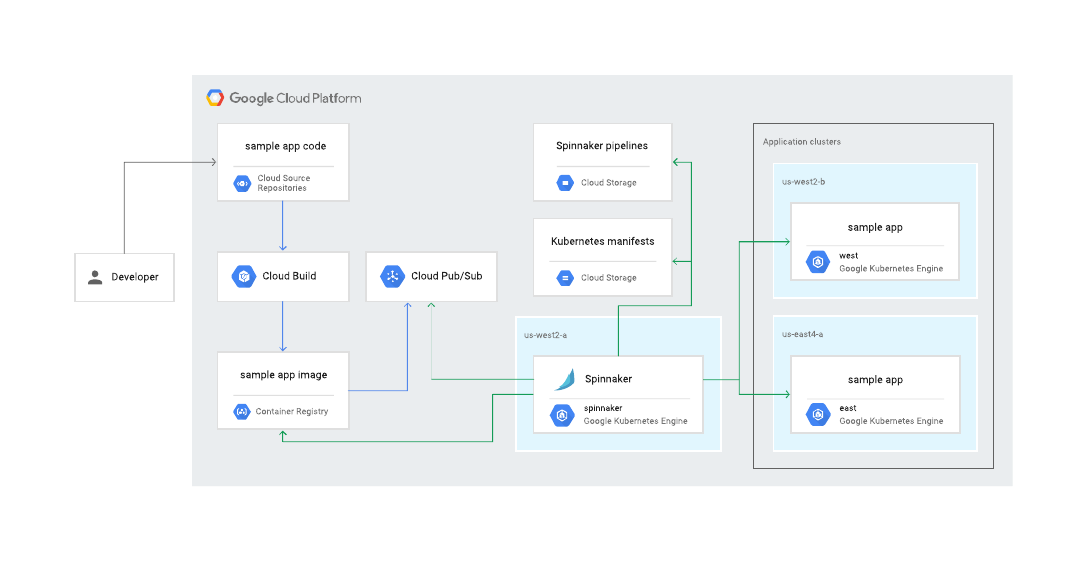 Google Cloud Platform
sample app code
Cloud Source
Repositories
Developer
Cloud Build
Cloud Pub/Sub
sample app image
Container Registry
Spinnaker pipelines
Cloud Storage
Kubernetes manifests
Cloud Storage
us-west2-a
Spinnaker
spinnaker
Google Kubernetes Engine
Application clusters
us-west2-b
sample app
west
Google Kubernetes Engine
us-east4-a
sample app
east
Google Kubernetes Engine